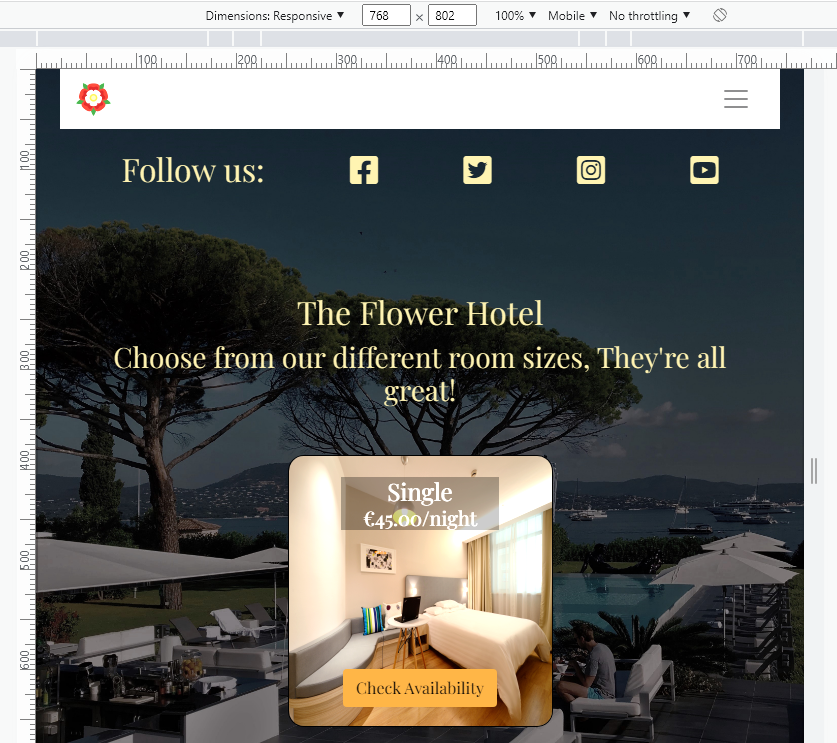 Dimensions: Responsive ▼ 768 × 802 100% ▼ Mobile ▼ No throttling ▼
100 200 300 400 500 600 700
Follow us:
100
200
The Flower Hotel
Choose from our different room sizes, They're all
great!
300
400
Single
€45.00/night
500
600
Check Availability